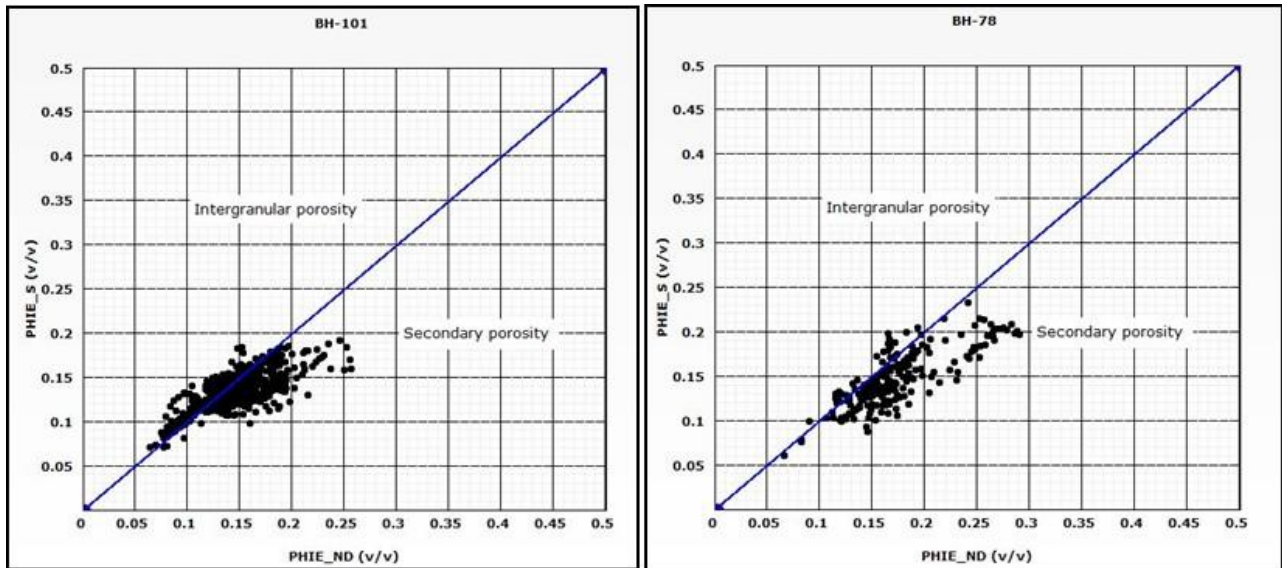 BH-101
0.5
0.45
0.4
0.35
Intergranular porosity
0.3
0.25
0.2
Secondary porosity
0.15
0.1
0.05
PHIE_S (v/v)
0 0.05 0.1 0.15 0.2 0.25 0.3 0.35 0.4 0.45 0.5
PHIE_ND (v/v)
BH-78
0.5
0.45
0.4
0.35
Intergranular porosity
0.3
0.25
0.2
Secondary porosity
0.15
0.1
0.05
PHIE_S (v/v)
0 0.05 0.1 0.15 0.2 0.25 0.3 0.35 0.4 0.45 0.5
PHIE_ND (v/v)